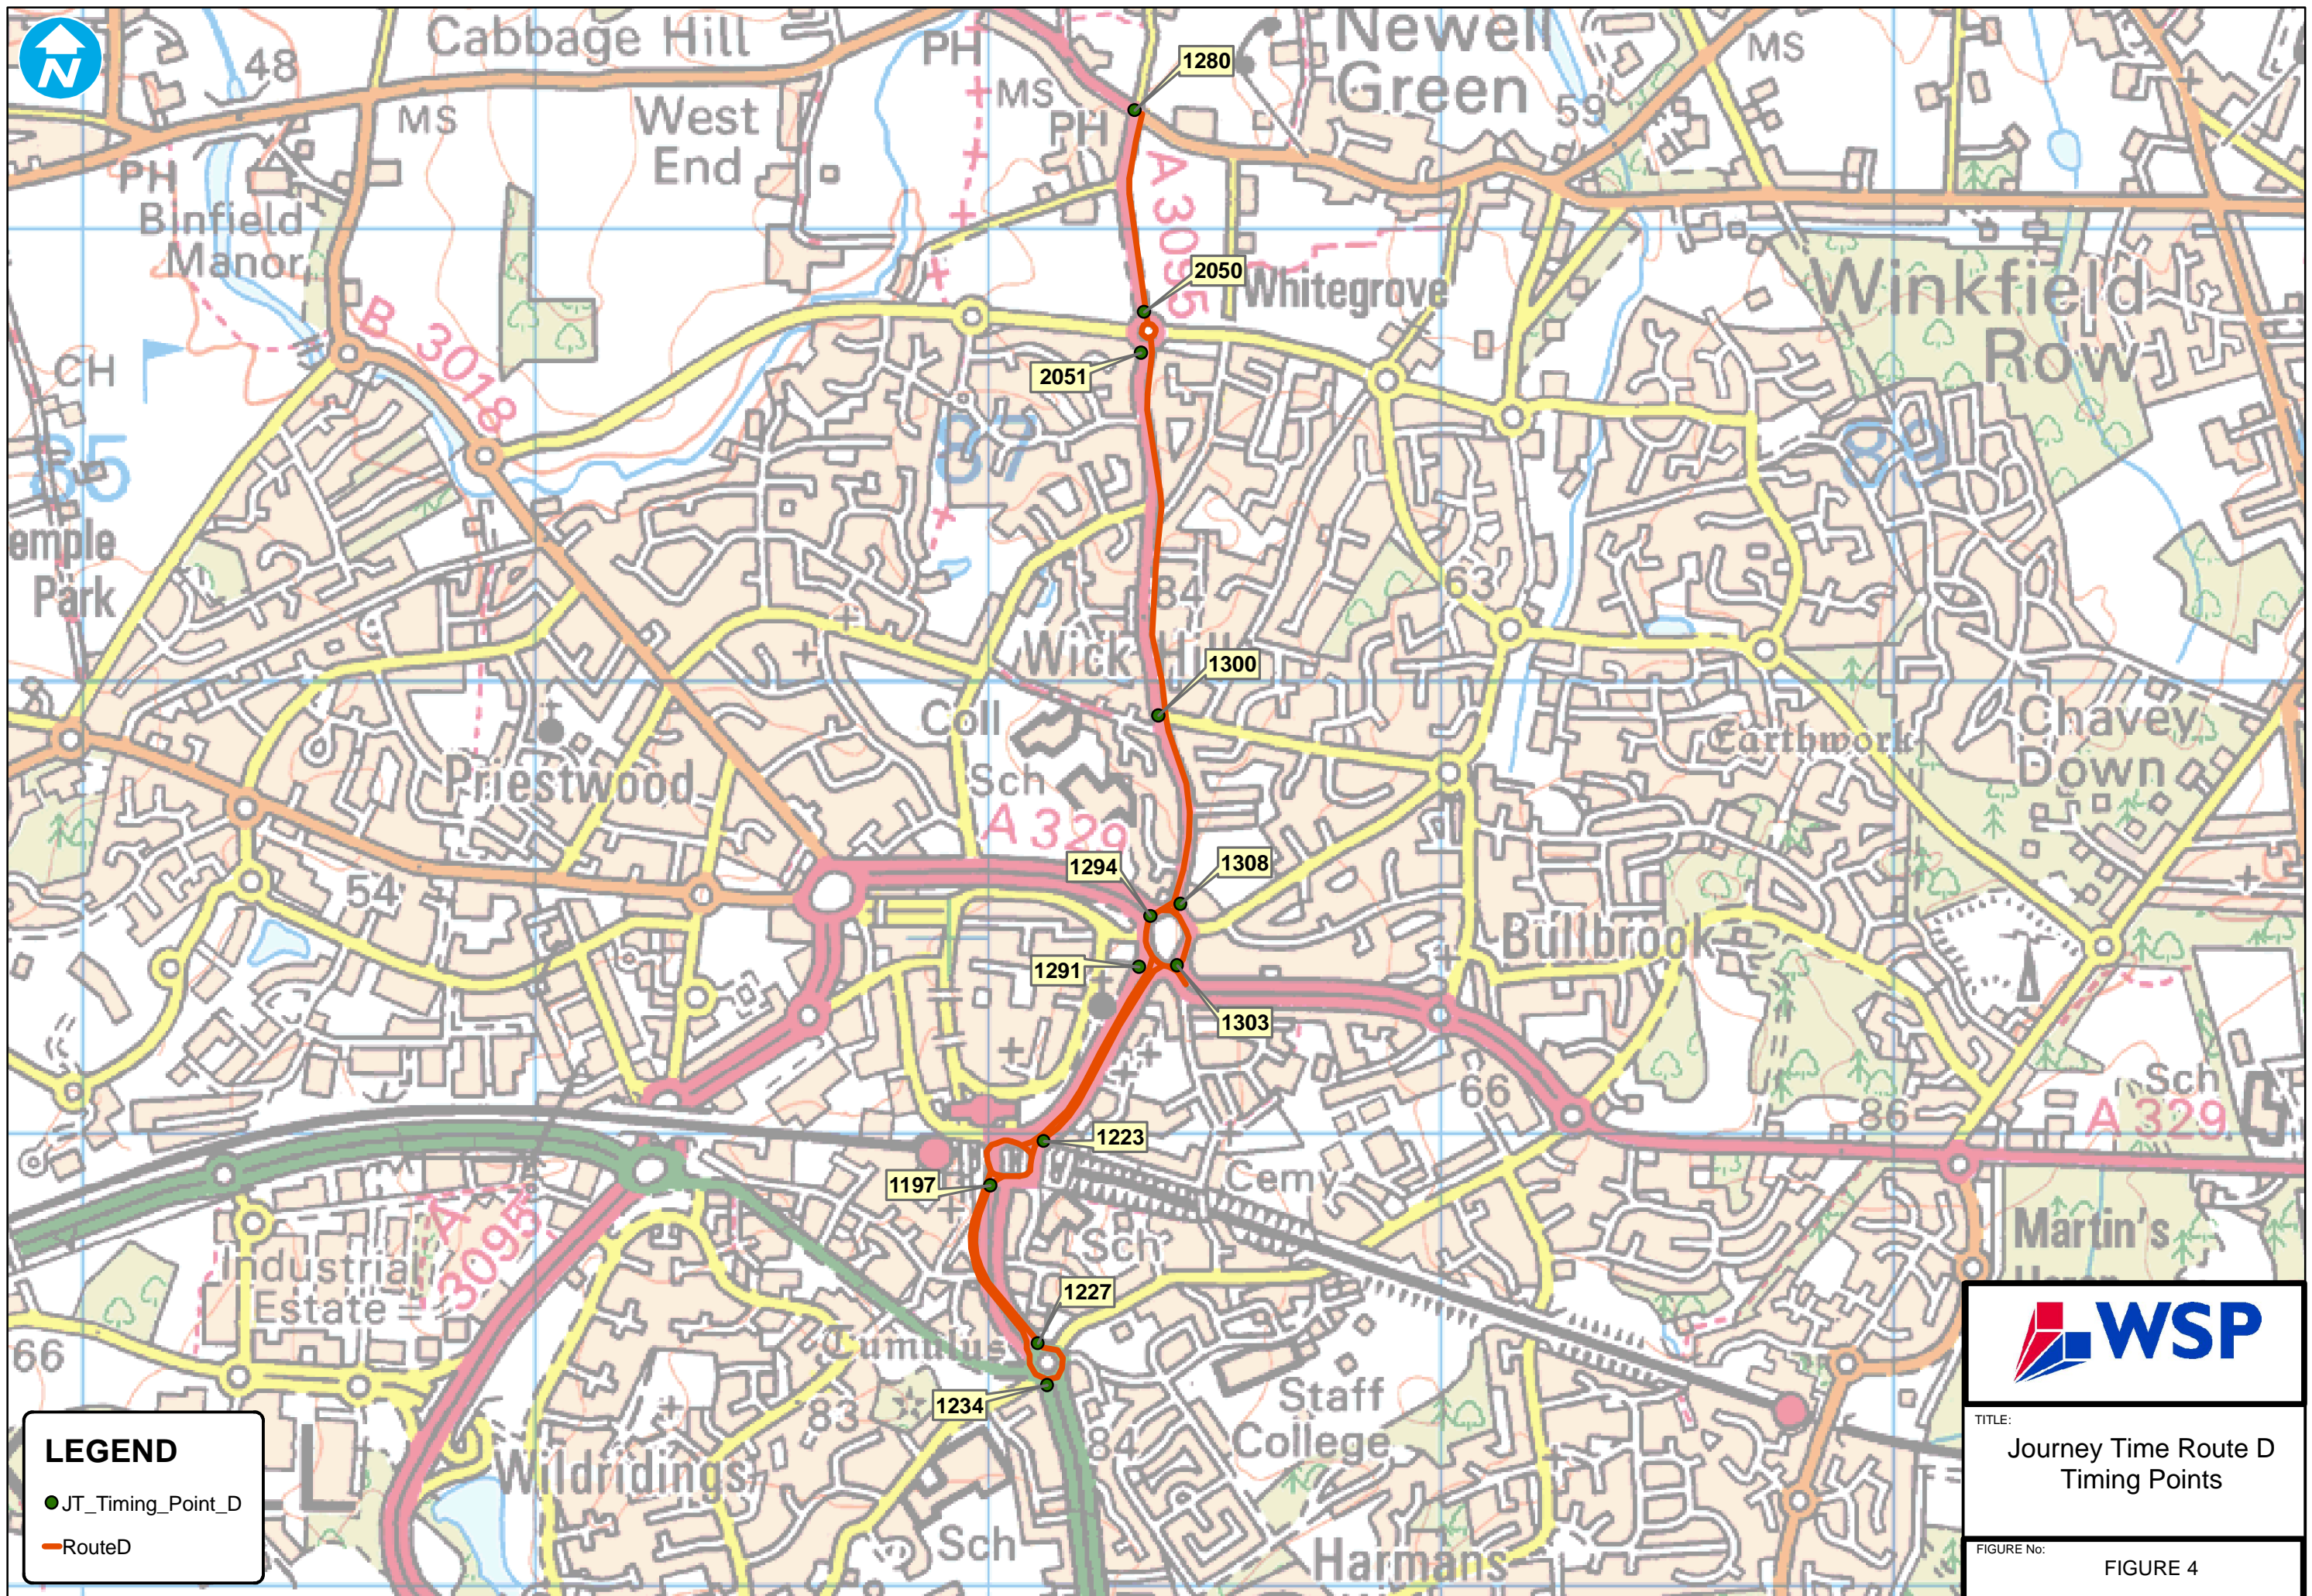 N
Cabbage Hill
48
PH
MS
1280
Newell
Green
MS
MS
West
End
PH
59
PH
Binfield
Manor
A 3095
2050
Whitegrove
Winkfield
Row
B 3018
CH
2051
85
87
89
emple
Park
84
63
Wick Hill
1300
Coll
Earthwork
Chavey
Down
Priestwood
Sch
A 329
1294
1308
54
Bullbrook
1291
1303
66
86
Sch
A 329
1223
1197
Cemy
Sch
Martin's
A 3095
Industrial
Estate
1227
Tumulus
66
1234
83
84
Staff
College
Wildridings
Sch
Harmans
LEGEND
JT_Timing_Point_D
RouteD
WSP
TITLE:
Journey Time Route D
Timing Points
FIGURE No:
FIGURE 4